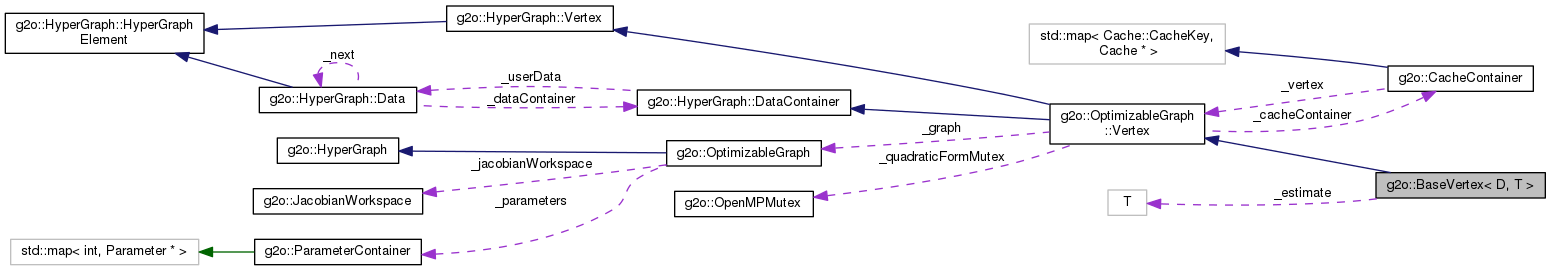 g2o::HyperGraph::HyperGraph
Element
g2o::HyperGraph::Vertex
_next
g2o::HyperGraph::Data
_userData
_dataContainer
g2o::HyperGraph::DataContainer
std::map< Cache::CacheKey,
Cache * >
g2o::CacheContainer
_vertex
_cacheContainer
g2o::OptimizableGraph
::Vertex
_graph
_quadraticFormMutex
g2o::HyperGraph
g2o::OptimizableGraph
_jacobianWorkspace
g2o::JacobianWorkspace
_parameters
g2o::OpenMPMutex
g2o::BaseVertex< D, T >
_estimate
T
std::map< int, Parameter * >
g2o::ParameterContainer